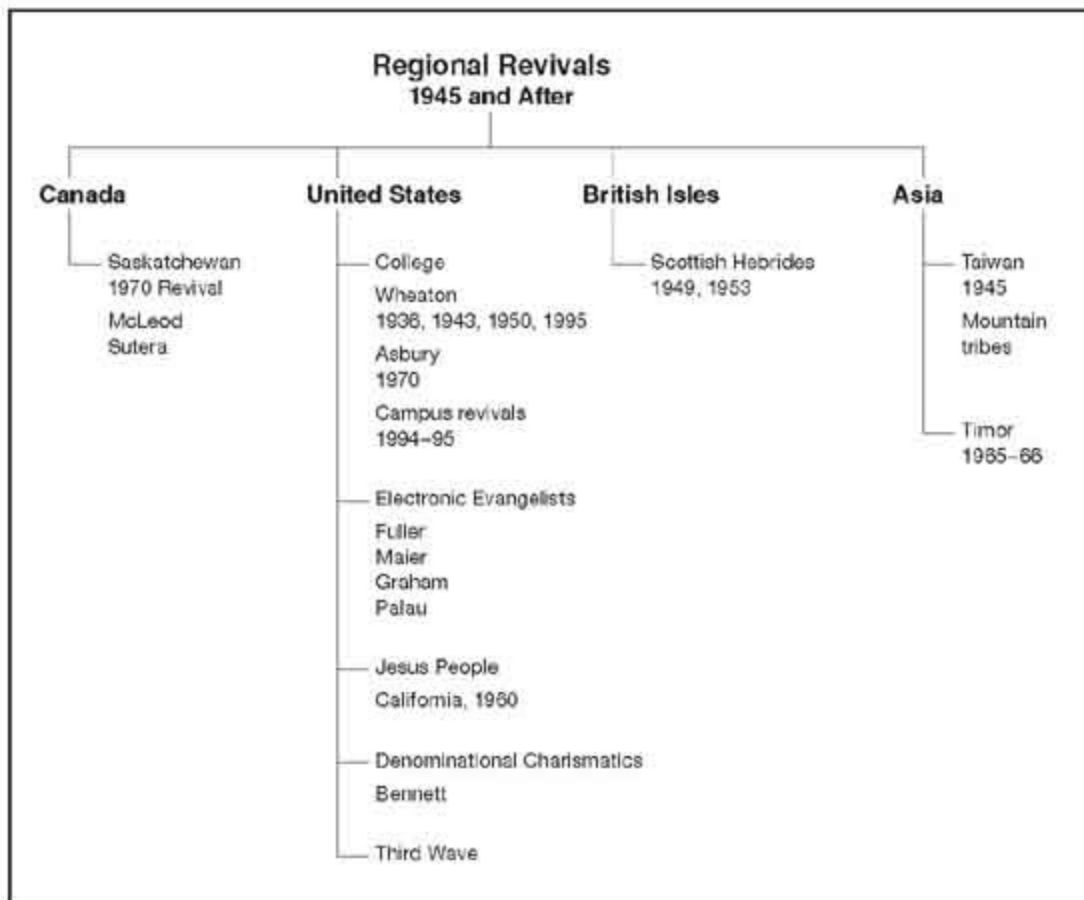 Regional Revivals
1945 and After
Canada
Saskatchewan
1970 Revival
McLeod
Sutera
United States
College
Wheaton
1936, 1943, 1950, 1995
Asbury
1970
Campus revivals
1994–95
Electronic Evangelists
Fuller
Maier
Graham
Palau
Jesus People
California, 1960
Denominational Charismatics
Bennett
Third Wave
British Isles
Scottish Hebrides
1949, 1953
Asia
Taiwan
1945
Mountain
tribes
Timor
1965–66